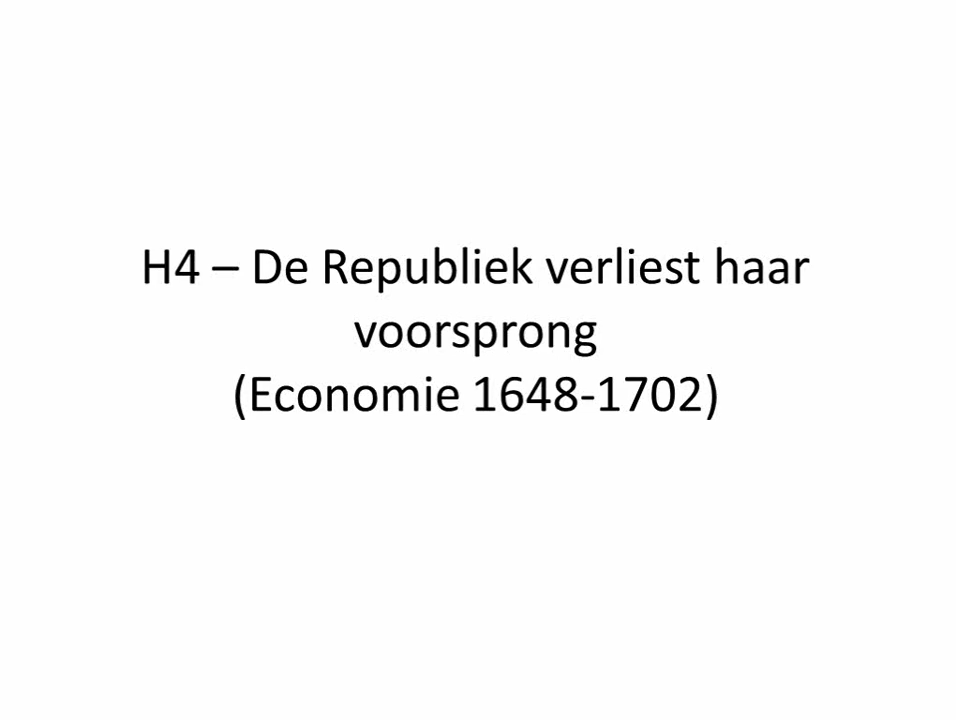 H4 – De Republiek verliest haar
voorsprong
(Economie 1648-1702)